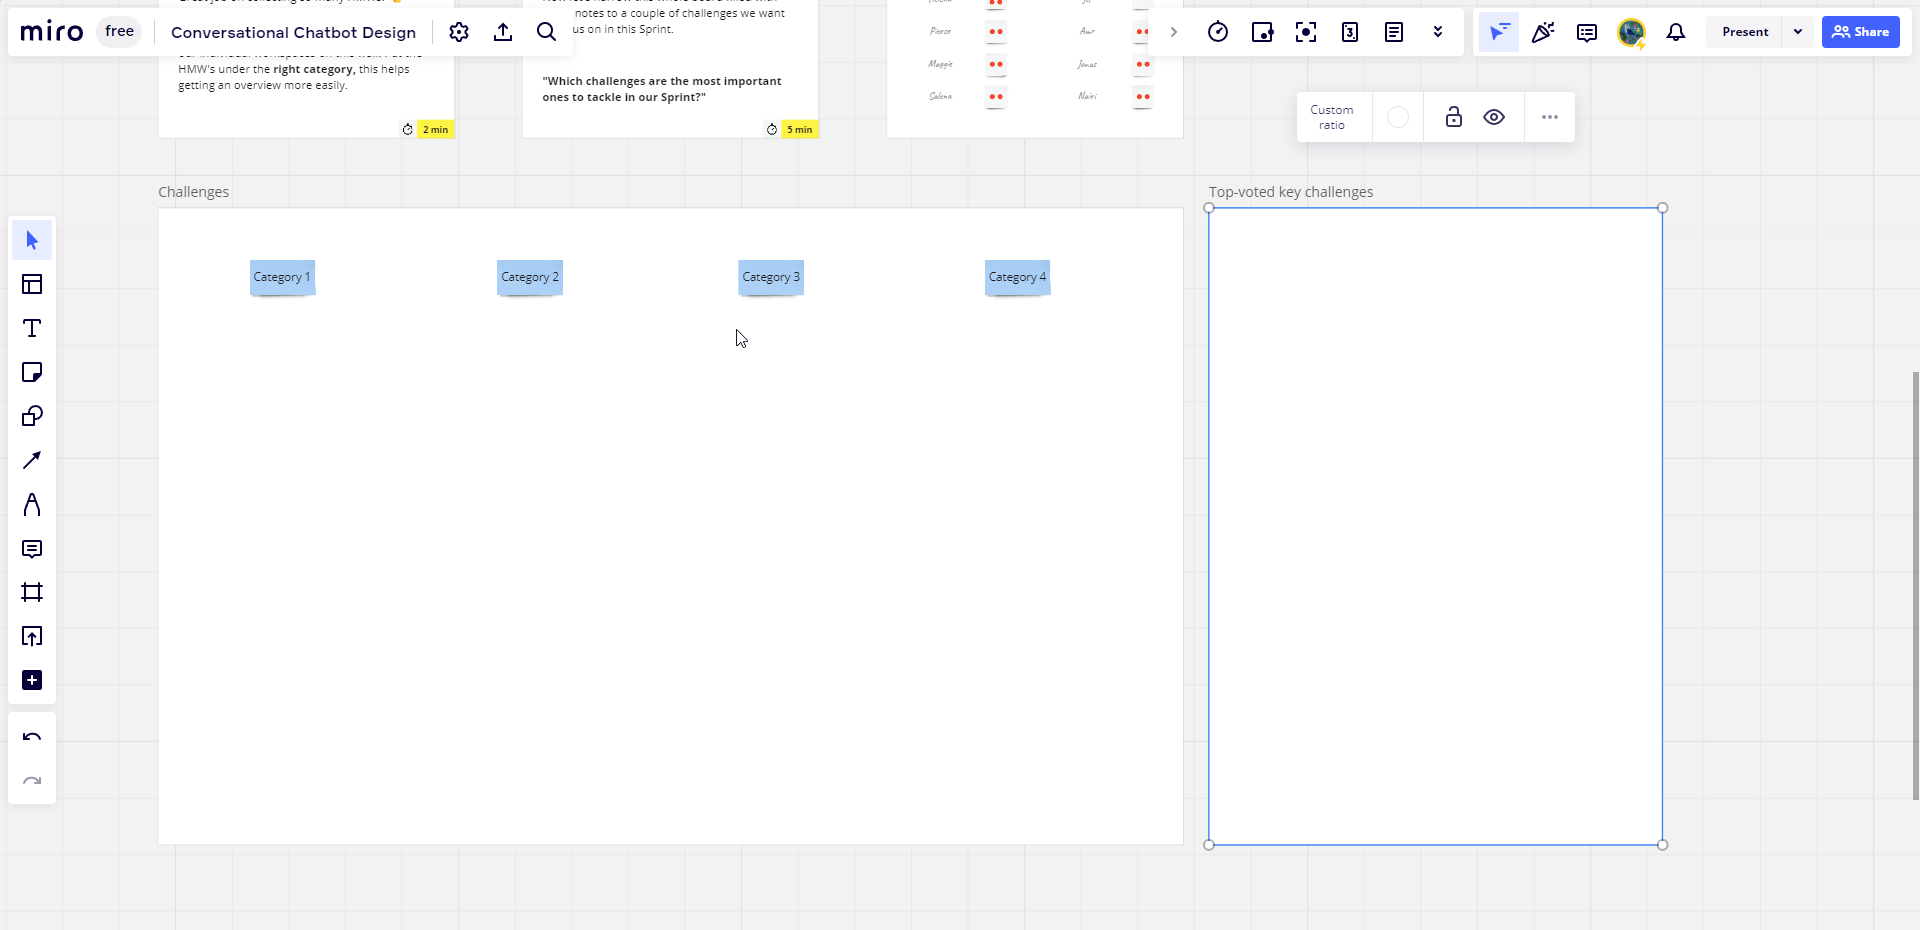 miro
free
Conversational Chatbot Design
Present
Share
HMW's under the right category, this helps
getting an overview more easily.
2 min
notes to a couple of challenges we want
us on in this Sprint.
"Which challenges are the most important
ones to tackle in our Sprint?"
5 min
Pierce
Amr
Maggie
Jonas
Salena
Nairi
Custom
ratio
Challenges
Top-voted key challenges
Category 1
Category 2
Category 3
Category 4
3